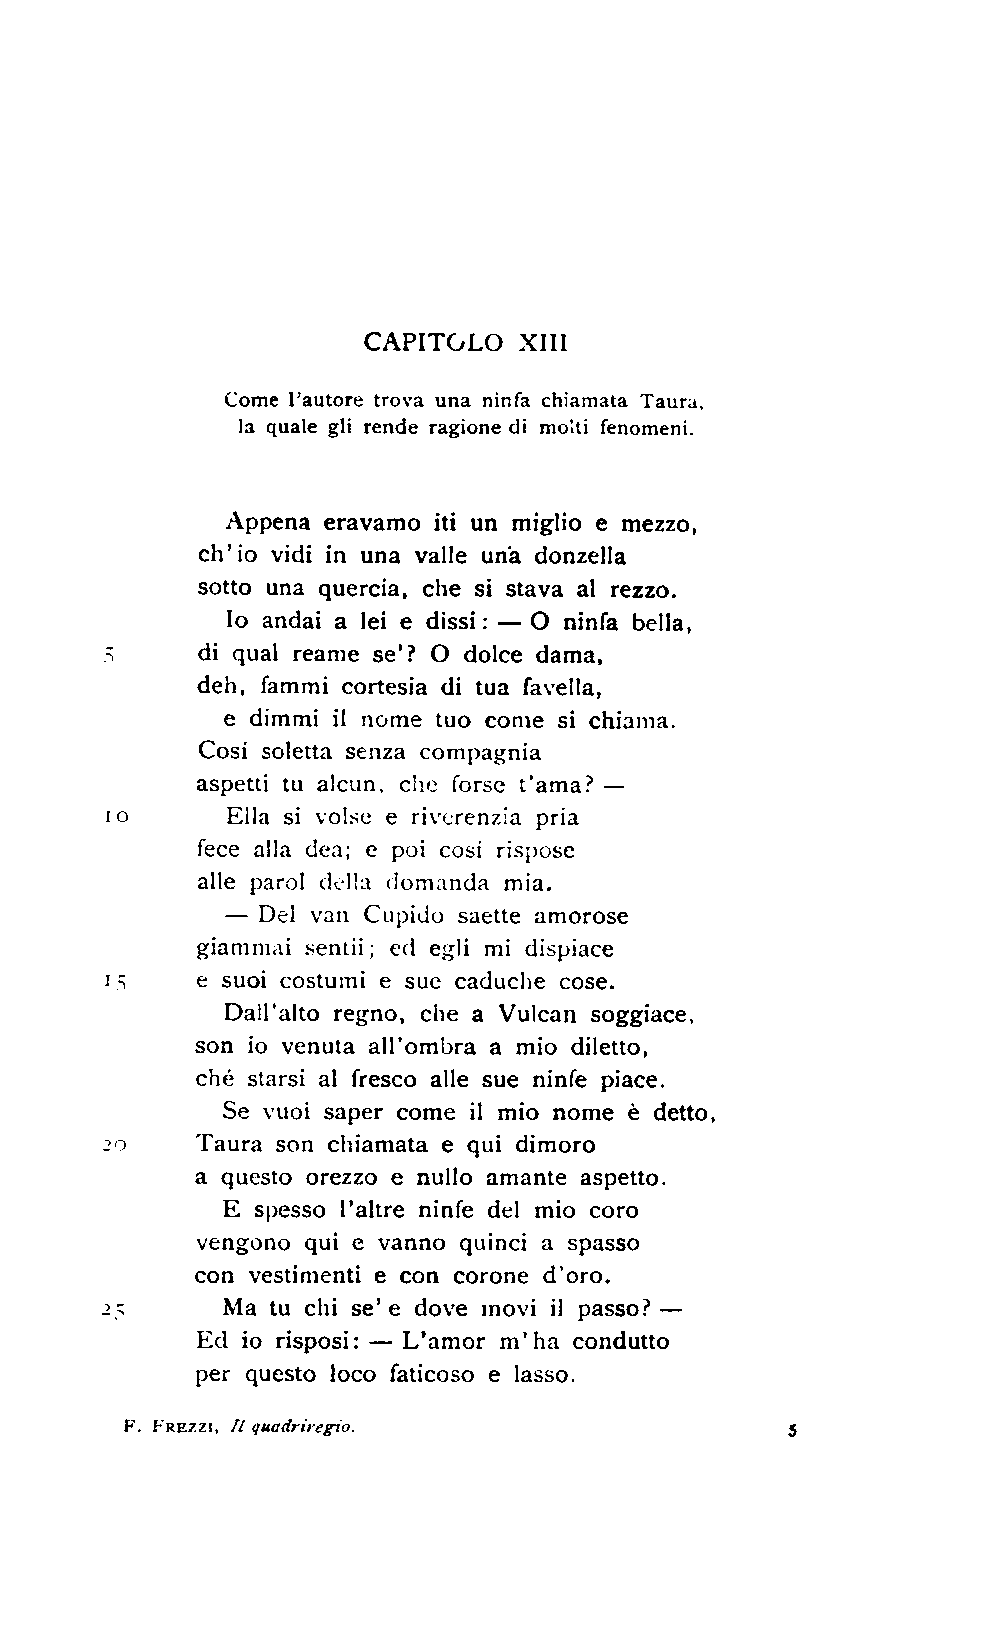 CAPITOLO XIII
Come l'autore trova una ninfa chiamata Taura,
la quale gli rende ragione di molti fenomeni.
Appena eravamo iti un miglio e mezzo,
ch'io vidi in una valle una donzella
sotto una quercia, che si stava al rezzo.
Io andai a lei e dissi: — O ninfa bella,
5 di qual reame se'? O dolce dama,
deh, fammi cortesia di tua favella,
e dimmi il nome tuo come si chiama.
Cosí soletta senza compagnia
aspetti tu alcun, che forse t'ama? —
10 Ella si volse e riverenzia pria
fece alla dea; e poi cosí rispose
alle parol della domanda mia.
— Del van Cupido saette amorose
giammai sentii; ed egli mi dispiace
15 e suoi costumi e sue caduche cose.
Dall'alto regno, che a Vulcan soggiace,
son io venuta all'ombra a mio diletto,
ché starsi al fresco alle sue ninfe piace.
Se vuoi saper come il mio nome è detto,
20 Taura son chiamata e qui dimoro
a questo orezzo e nullo amante aspetto.
E spesso l'altre ninfe del mio coro
vengono qui e vanno quinci a spasso
con vestimenti e con corone d'oro.
25 Ma tu chi se' e dove movi il passo? —
Ed io risposi: — L'amor m'ha condutto
per questo loco faticoso e lasso.
F. FREZZI, Il quadriregio. 5